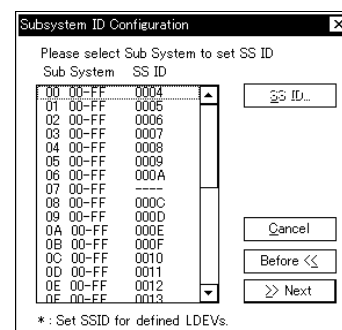 Subsystem ID Configuration
Please select Sub System to set SS ID
Sub System SS ID
00 00-FF 0004
01 00-FF 0005
02 00-FF 0006
03 00-FF 0007
04 00-FF 0008
05 00-FF 0009
06 00-FF 000A
07 00-FF ----
08 00-FF 000C
09 00-FF 000D
0A 00-FF 000E
0B 00-FF 000F
0C 00-FF 0010
0D 00-FF 0011
0E 00-FF 0012
0F 00-FF 0013
SS ID...
Cancel
Before <<
>> Next
* : Set SSID for defined LDEVs.